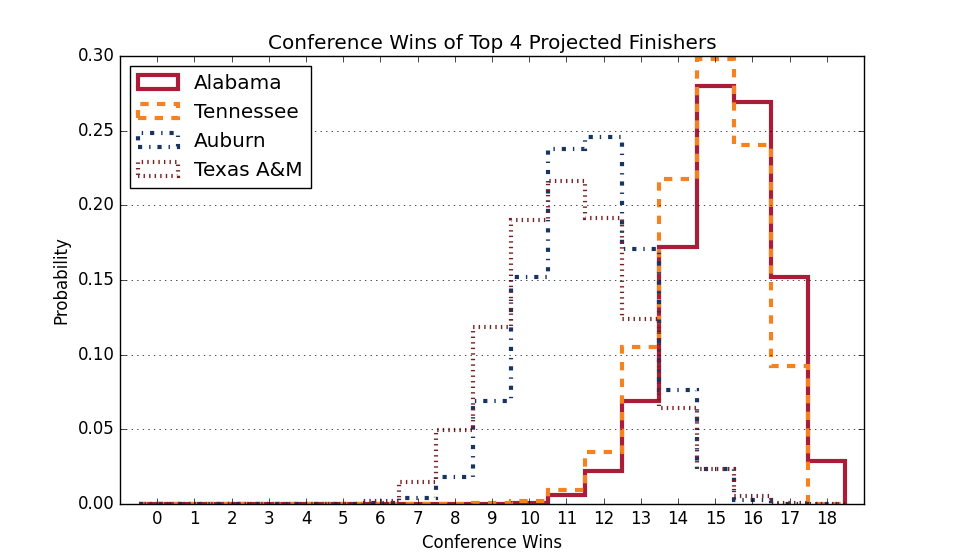 Conference Wins of Top 4 Projected Finishers
0.30
0.25
0.20
0.15
0.10
0.05
0.00
Probability
Alabama
Tennessee
Auburn
Texas A&M
0 1 2 3 4 5 6 7 8 9 10 11 12 13 14 15 16 17 18
Conference Wins